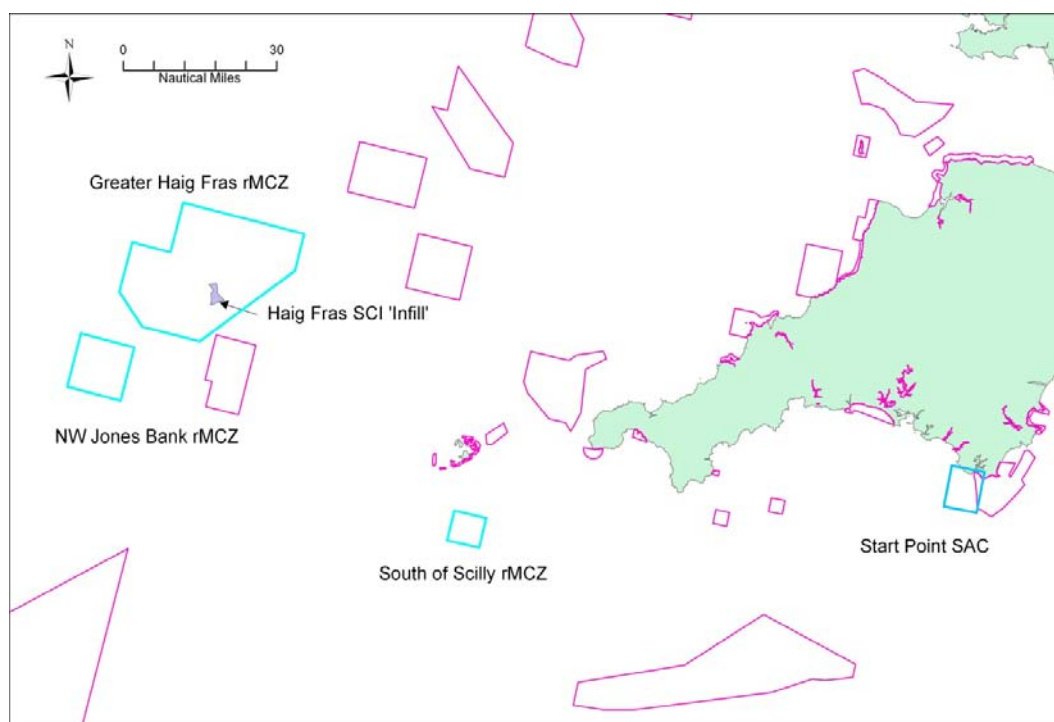 N
0 30
Nautical Miles
Greater Haig Fras rMCZ
Haig Fras SCI 'Infill'
NW Jones Bank rMCZ
South of Scilly rMCZ
Start Point SAC